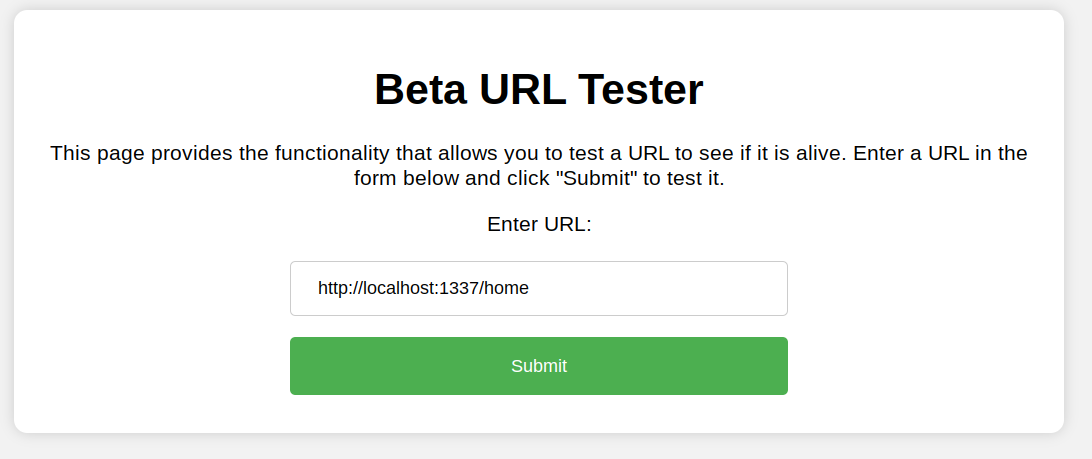 Beta URL Tester
This page provides the functionality that allows you to test a URL to see if it is alive. Enter a URL in the
form below and click "Submit" to test it.
Enter URL:
http://localhost:1337/home
Submit